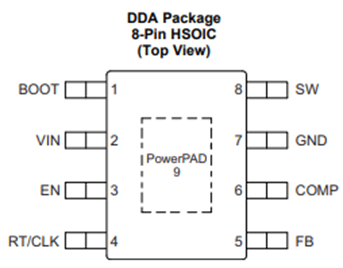 DDA Package
8-Pin HSOIC
(Top View)
BOOT 1 8 SW
VIN 2 7 GND
PowerPAD
9
EN 3 6 COMP
RT/CLK 4 5 FB